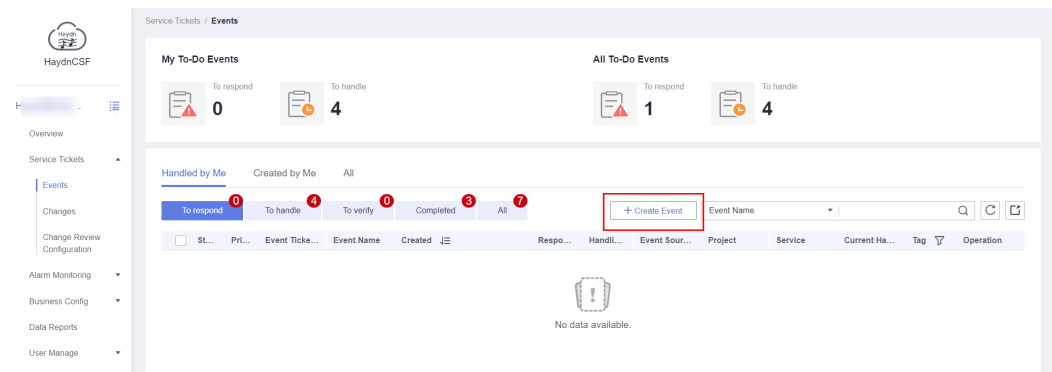 Service Tickets / Events
Haydn
HaydnCSF
My To-Do Events
To respond
0
To handle
4
All To-Do Events
To respond
1
To handle
4
Overview
Service Tickets
Events
Changes
Change Review
Configuration
Alarm Monitoring
Business Config
Data Reports
User Manage
Handled by Me Created by Me All
To respond 0 To handle 4 To verify 0 Completed 3 All 7
+ Create Event Event Name
St... Pri... Event Ticke... Event Name Created Respo... Handli... Event Sour... Project Service Current Ha... Tag Operation
No data available.